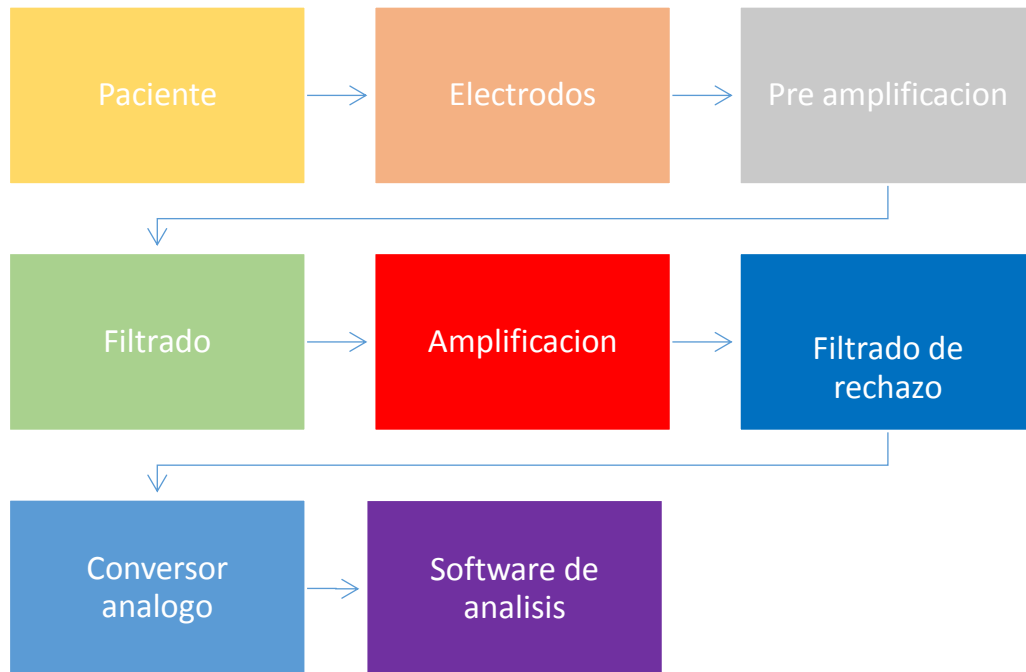 Paciente
Electrodos
Pre amplificacion
Filtrado
Amplificacion
Filtrado de
rechazo
Conversor
analogo
Software de
analisis